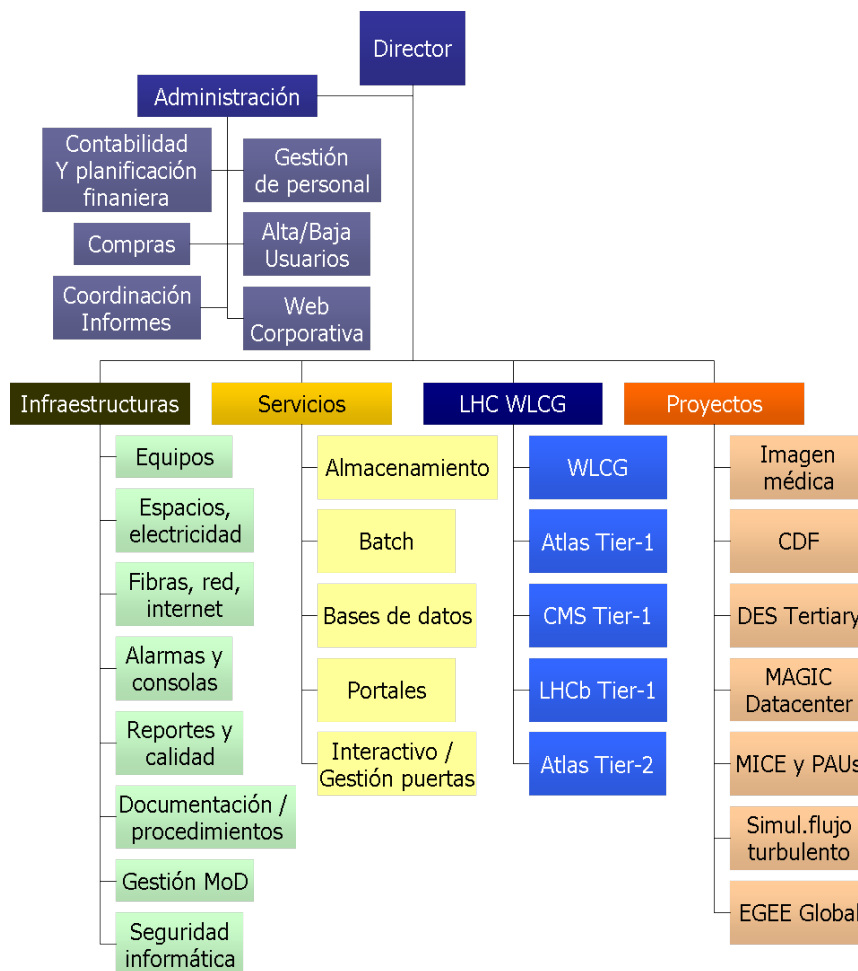 Director
Administración
Contabilidad
Y planificación
finaniera
Gestión
de personal
Compras
Alta/Baja
Usuarios
Coordinación
Informes
Web
Corporativa
Infraestructuras
Equipos
Espacios,
electricidad
Fibras, red,
internet
Alarmas y
consolas
Reportes y
calidad
Documentación /
procedimientos
Gestión MoD
Seguridad
informática
Servicios
Almacenamiento
Batch
Bases de datos
Portales
Interactivo /
Gestión puertas
LHC WLCG
WLCG
Atlas Tier-1
CMS Tier-1
LHCb Tier-1
Atlas Tier-2
Proyectos
Imagen
médica
CDF
DES Tertiary
MAGIC
Datacenter
MICE y PAUs
Simul.flujo
turbulento
EGEE Global